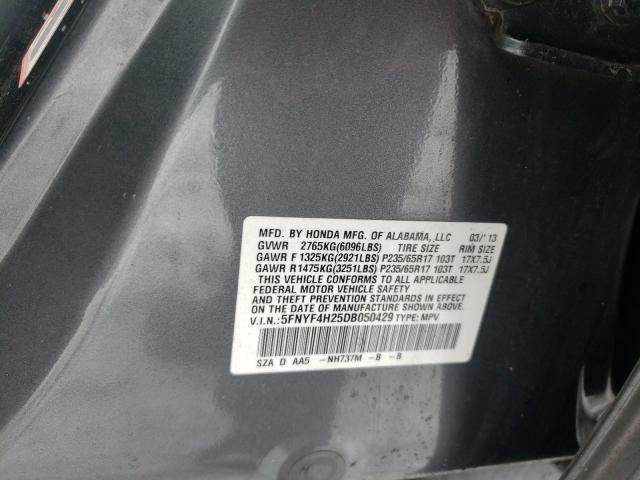 MFD. BY HONDA MFG. OF ALABAMA, LLC 03/'13
GVWR 2765KG(6096LBS) TIRE SIZE RIM SIZE
GAWR F 1325KG(2921LBS) P235/65R17 103T 17X7.5J
GAWR R1475KG(3251LBS) P235/65R17 103T 17X7.5J
THIS VEHICLE CONFORMS TO ALL APPLICABLE
FEDERAL MOTOR VEHICLE SAFETY
AND THEFT PREVENTION STANDARDS IN EFFECT
ON THE DATE OF MANUFACTURE SHOWN ABOVE.
V.I.N.: 5FNYF4H25DB050429 TYPE: MPV
SZA D AA5 -NH737M -8 -8